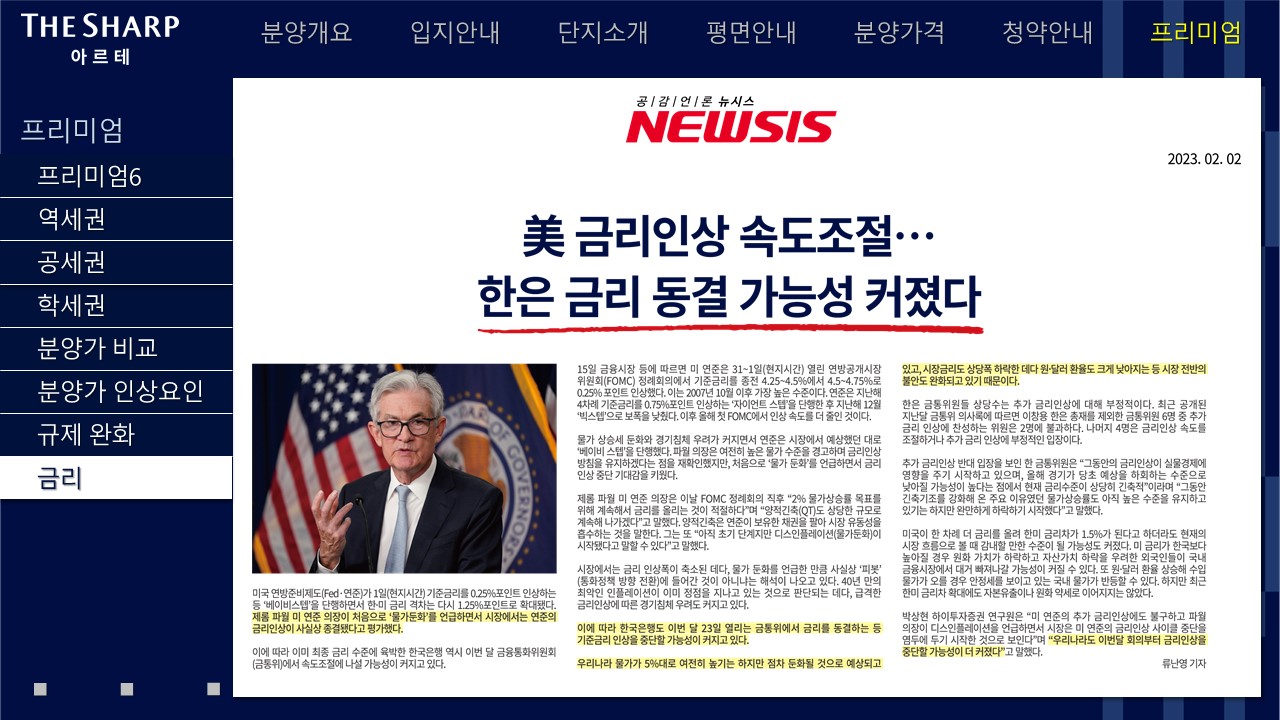 THE SHARP
아르테
분양개요
입지안내
단지소개
평면안내
분양가격
청약안내
프리미엄
프리미엄
프리미엄6
역세권
공세권
학세권
분양가 비교
분양가 인상요인
규제 완화
금리
공/감/언/론 뉴시스
NEWSIS
2023. 02. 02
美 금리인상 속도조절…
한은 금리 동결 가능성 커졌다
미국 연방준비제도(Fed·연준)가 1일(현지시간) 기준금리를 0.25%포인트 인상하는
등 ‘베이비스텝’을 단행하면서 한·미 금리 격차는 다시 1.25%포인트로 확대됐다.
제롬 파월 미 연준 의장이 처음으로 ‘물가둔화’를 언급하면서 시장에서는 연준의
금리인상이 사실상 종결됐다고 평가했다.
이에 따라 이미 최종 금리 수준에 육박한 한국은행 역시 이번 달 금융통화위원회
(금통위)에서 속도조절에 나설 가능성이 커지고 있다.
15일 금융시장 등에 따르면 미 연준은 31~1일(현지시간) 열린 연방공개시장
위원회(FOMC) 정례회의에서 기준금리를 종전 4.25~4.5%에서 4.5~4.75%로
0.25% 포인트 인상했다. 이는 2007년 10월 이후 가장 높은 수준이다. 연준은 지난해
4차례 기준금리를 0.75%포인트 인상하는 ‘자이언트 스텝’을 단행한 후 지난해 12월
‘빅스텝’으로 보폭을 낮췄다. 이후 올해 첫 FOMC에서 인상 속도를 더 줄인 것이다.
물가 상승세 둔화와 경기침체 우려가 커지면서 연준은 시장에서 예상했던 대로
‘베이비 스텝’을 단행했다. 파월 의장은 여전히 높은 물가 수준을 경고하며 금리인상
방침을 유지하겠다는 점을 재확인했지만, 처음으로 ‘물가 둔화’를 언급하면서 금리
인상 중단 기대감을 키웠다.
제롬 파월 미 연준 의장은 이날 FOMC 정례회의 직후 “2% 물가상승률 목표를
위해 계속해서 금리를 올리는 것이 적절하다”며 “양적긴축(QT)도 상당한 규모로
계속해 나가겠다”고 말했다. 양적긴축은 연준이 보유한 채권을 팔아 시장 유동성을
흡수하는 것을 말한다. 그는 또 “아직 초기 단계지만 디스인플레이션(물가둔화)이
시작됐다고 말할 수 있다”고 했다.
시장에서는 금리 인상폭이 축소된 데다, 물가 둔화를 언급한 만큼 사실상 ‘피봇’
(통화정책 방향 전환)에 들어간 것이 아니냐는 해석이 나오고 있다. 40년 만의
최악인 인플레이션이 이미 정점을 지나고 있는 것으로 판단되는 데다, 급격한
금리인상에 따른 경기침체 우려도 커지고 있다.
이에 따라 한국은행도 이번 달 23일 열리는 금통위에서 금리를 동결하는 등
기준금리 인상을 중단할 가능성이 커지고 있다.
우리나라 물가가 5%대로 여전히 높기는 하지만 점차 둔화될 것으로 예상되고
있고, 시장금리도 상당폭 하락한 데다 원·달러 환율도 크게 낮아지는 등 시장 전반의
불안도 완화되고 있기 때문이다.
한은 금통위원들 상당수는 추가 금리인상에 대해 부정적이다. 최근 공개된
지난달 금통위 의사록에 따르면 이창용 한은 총재를 제외한 금통위원 6명 중 추가
금리 인상에 찬성하는 위원은 2명에 불과하다. 나머지 4명은 금리인상 속도를
조절하거나 추가 금리 인상에 부정적인 입장이다.
추가 금리인상 반대 입장을 보인 한 금통위원은 “그동안의 금리인상이 실물경제에
영향을 주기 시작하고 있으며, 올해 경기가 당초 예상을 하회하는 수준으로
낮아질 가능성이 높다는 점에서 현재 금리수준이 상당히 긴축적”이라며 “그동안
긴축기조를 강화해 온 주요 이유였던 물가상승률도 아직 높은 수준을 유지하고
있기는 하지만 완만하게 하락하기 시작했다”고 말했다.
미국이 한 차례 더 금리를 올려 한미 금리차가 1.5%가 된다고 하더라도 현재의
시장 흐름으로 볼 때 감내할 만한 수준이 될 가능성도 커졌다. 미 금리가 한국보다
높아질 경우 원화 가치가 하락하고 자산가치 하락을 우려한 외국인들이 국내
금융시장에서 대거 빠져나갈 가능성이 커질 수 있다. 또 원·달러 환율 상승해 수입
물가가 오를 경우 안정세를 보이고 있는 국내 물가가 반등할 수 있다. 하지만 최근
한미 금리차 확대에도 자본유출이나 원화 약세로 이어지지는 않았다.
박상현 하이투자증권 연구원은 “미 연준의 추가 금리인상에도 불구하고 파월
의장이 디스인플레이션을 언급하면서 시장은 미 연준의 금리인상 사이클 중단을
염두에 두기 시작한 것으로 보인다”며 “우리나라도 이번달 회의부터 금리인상을
중단할 가능성이 더 커졌다”고 말했다.
류난영 기자